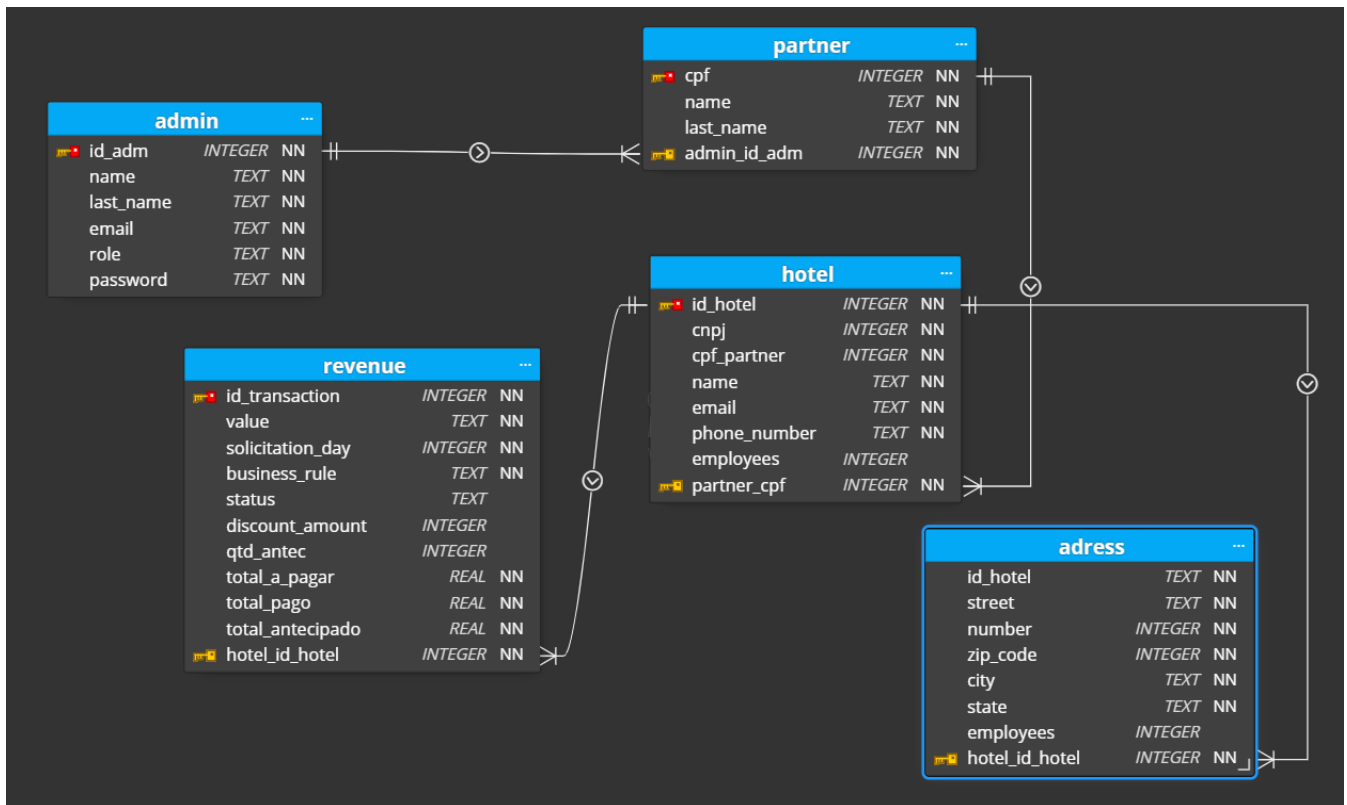 partner ...
cpf INTEGER NN
name TEXT NN
last_name TEXT NN
admin_id_adm INTEGER NN
admin ...
id_adm INTEGER NN
name TEXT NN
last_name TEXT NN
email TEXT NN
role TEXT NN
password TEXT NN
hotel ...
id_hotel INTEGER NN
cnpj INTEGER NN
cpf_partner INTEGER NN
name TEXT NN
email TEXT NN
phone_number TEXT NN
employees INTEGER
partner_cpf INTEGER NN
revenue ...
id_transaction INTEGER NN
value TEXT NN
solicitation_day INTEGER NN
business_rule TEXT NN
status TEXT
discount_amount INTEGER
qtd_antec INTEGER
total_a_pagar REAL NN
total_pago REAL NN
total_antecipado REAL NN
hotel_id_hotel INTEGER NN
adress ...
id_hotel TEXT NN
street TEXT NN
number INTEGER NN
zip_code INTEGER NN
city TEXT NN
state TEXT NN
employees INTEGER
hotel_id_hotel INTEGER NN